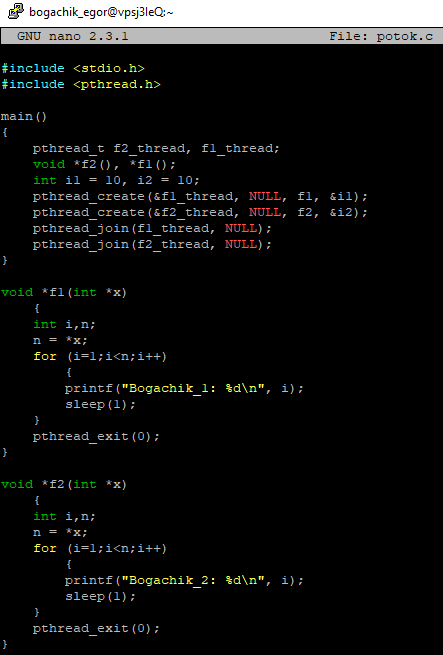 bogachik_egor@vpsj3leQ:~
GNU nano 2.3.1 File: potok.c
#include <stdio.h>
#include <pthread.h>
main()
{
pthread_t f2_thread, f1_thread;
void *f2(), *f1();
int i1 = 10, i2 = 10;
pthread_create(&f1_thread, NULL, f1, &i1);
pthread_create(&f2_thread, NULL, f2, &i2);
pthread_join(f1_thread, NULL);
pthread_join(f2_thread, NULL);
}
void *f1(int *x)
{
int i,n;
n = *x;
for (i=1;i<n;i++)
{
printf("Bogachik_1: %d\n", i);
sleep(1);
}
pthread_exit(0);
}
void *f2(int *x)
{
int i,n;
n = *x;
for (i=1;i<n;i++)
{
printf("Bogachik_2: %d\n", i);
sleep(1);
}
pthread_exit(0);
}